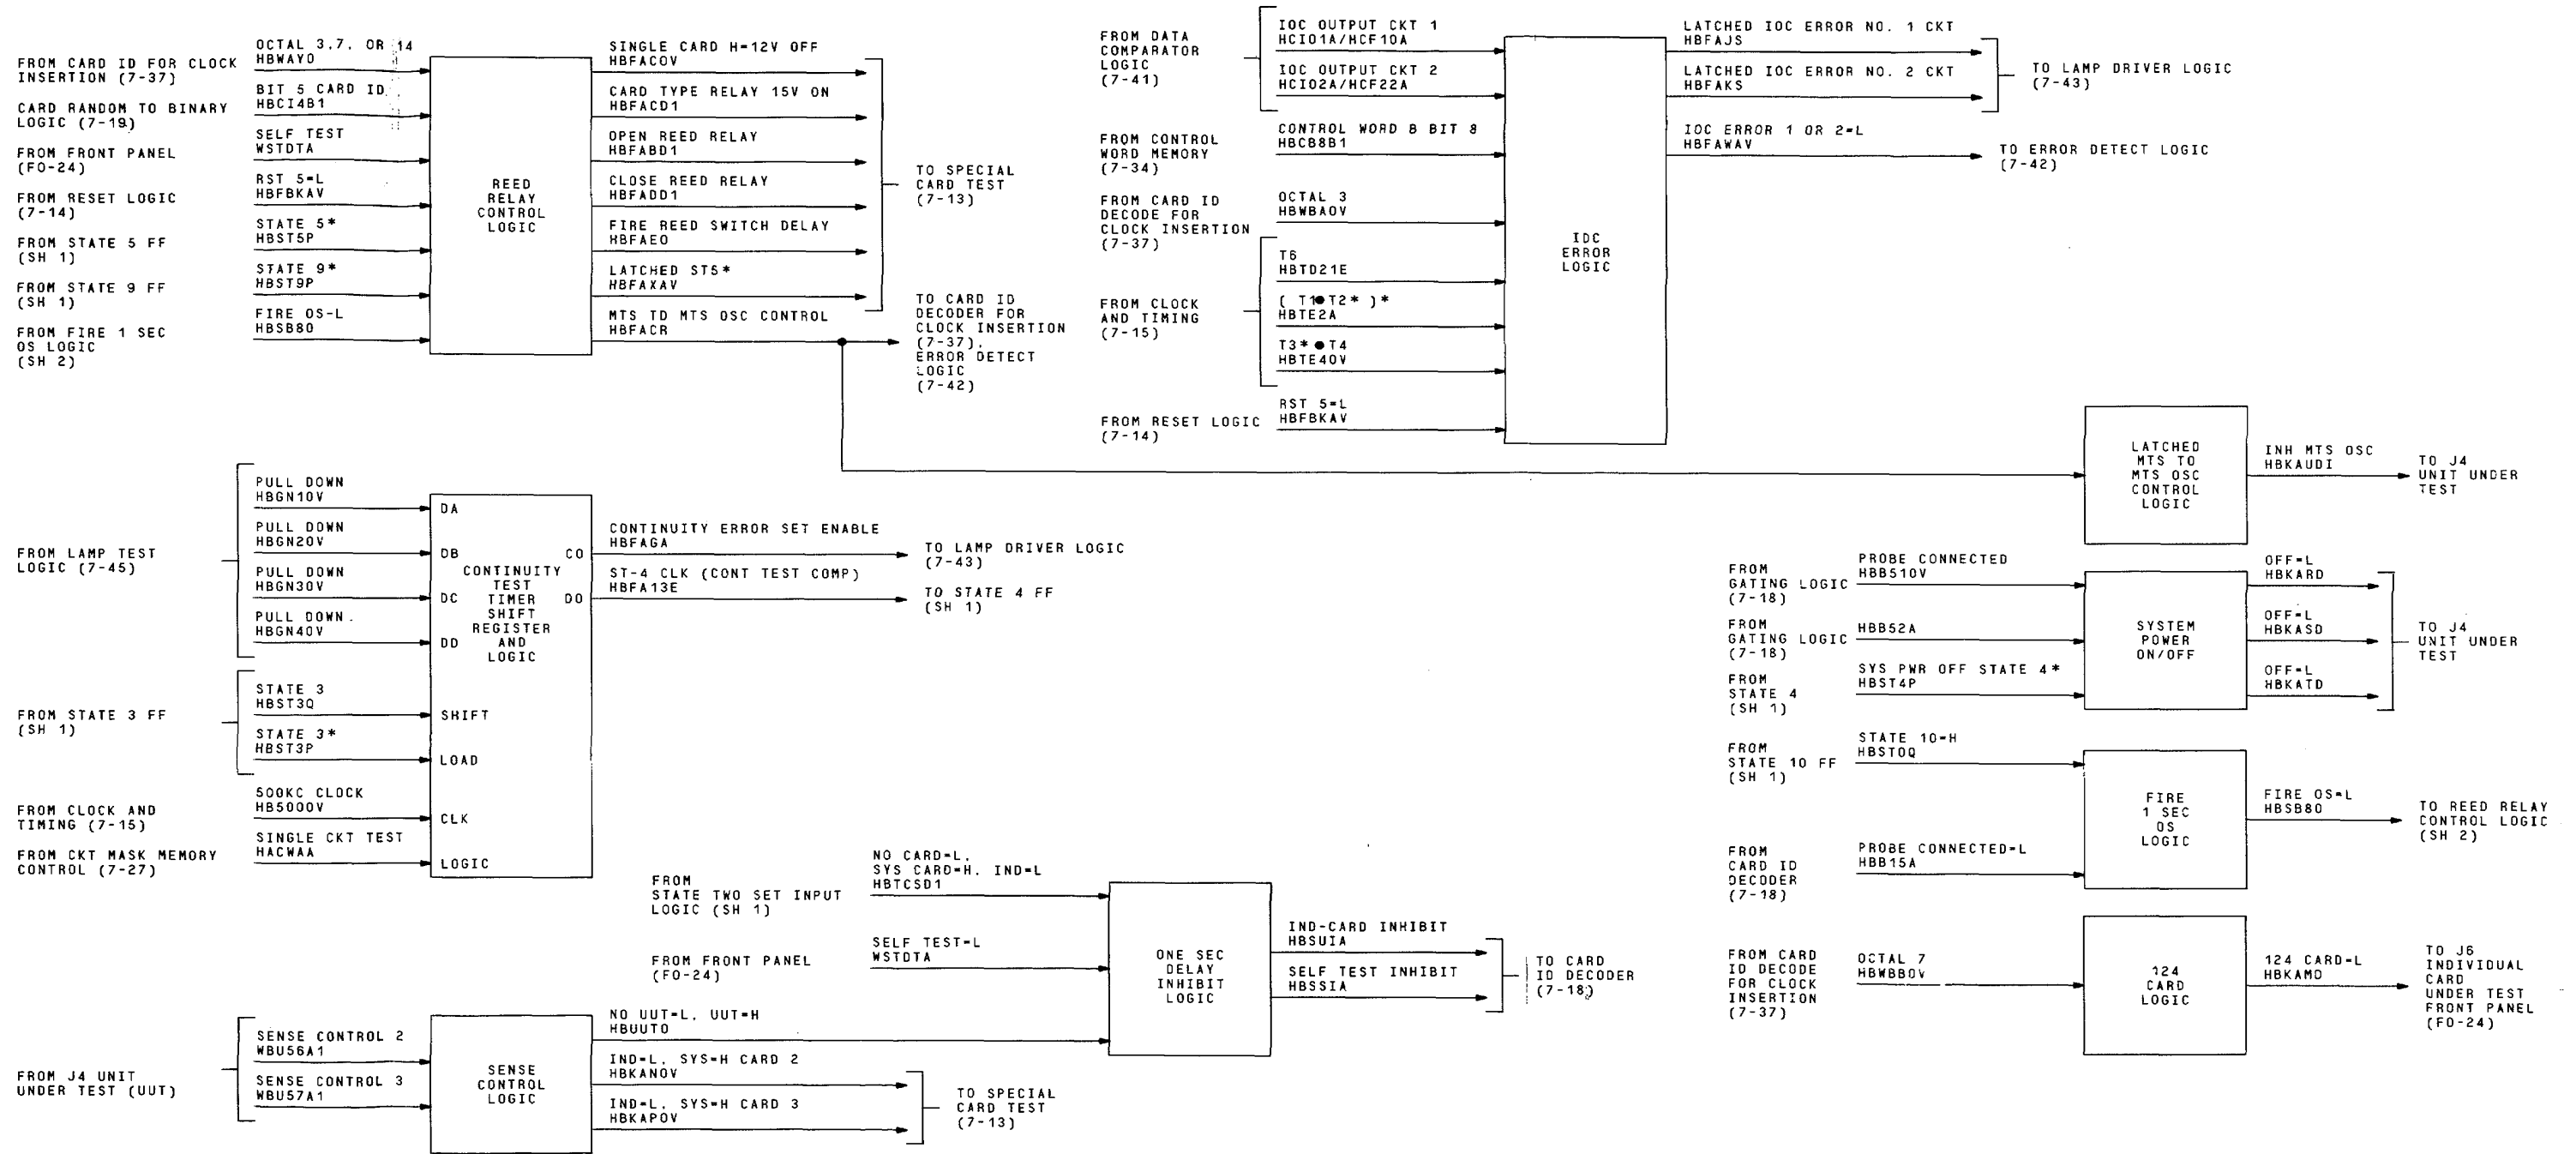 FROM CARD ID FOR CLOCK
INSERTION (7-37)
CARD RANDOM TO BINARY
LOGIC (7-19)
FROM FRONT PANEL
(FO-24)
FROM RESET LOGIC
(7-14)
FROM STATE 5 FF
(SH 1)
FROM STATE 9 FF
(SH 1)
FROM FIRE 1 SEC
OS LOGIC
(SH 2)
OCTAL 3,7, OR 14
HBWAYO
BIT 5 CARD ID
HBCI4B1
SELF TEST
WSTDTA
RST 5=L
HBFBKAV
STATE 5*
HBST5P
STATE 9*
HBST9P
FIRE OS-L
HBSB80
REED
RELAY
CONTROL
LOGIC
SINGLE CARD H=12V OFF
HBFACOV
CARD TYPE RELAY 15V ON
HBFACD1
OPEN REED RELAY
HBFABD1
CLOSE REED RELAY
HBFADD1
FIRE REED SWITCH DELAY
HBFAEO
LATCHED ST5*
HBFAXAV
MTS TD MTS OSC CONTROL
HBFACR
TO SPECIAL
CARD TEST
(7-13)
TO CARD ID
DECODER FOR
CLOCK INSERTION
(7-37),
ERROR DETECT
LOGIC
(7-42)
FROM DATA
COMPARATOR
LOGIC
(7-41)
FROM CONTROL
WORD MEMORY
(7-34)
FROM CARD ID
DECODE FOR
CLOCK INSERTION
(7-37)
FROM CLOCK
AND TIMING
(7-15)
FROM RESET LOGIC
(7-14)
IOC OUTPUT CKT 1
HCIO1A/HCF10A
IOC OUTPUT CKT 2
HCIO2A/HCF22A
CONTROL WORD B BIT 8
HBCB8B1
OCTAL 3
HBWBAOV
T6
HBTD21E
( T1●T2* )*
HBTE2A
T3*●T4
HBTE40V
RST 5=L
HBFBKAV
IDC
ERROR
LOGIC
LATCHED IOC ERROR NO. 1 CKT
HBFAJS
LATCHED IOC ERROR NO. 2 CKT
HBFAKS
IOC ERROR 1 OR 2=L
HBFAWAV
TO LAMP DRIVER LOGIC
(7-43)
TO ERROR DETECT LOGIC
(7-42)
LATCHED
MTS TO
MTS OSC
CONTROL
LOGIC
INH MTS OSC
HBKAUDI
TO J4
UNIT UNDER
TEST
FROM LAMP TEST
LOGIC (7-45)
FROM STATE 3 FF
(SH 1)
FROM CLOCK AND
TIMING (7-15)
FROM CKT MASK MEMORY
CONTROL (7-27)
PULL DOWN
HBGN10V
PULL DOWN
HBGN20V
PULL DOWN
HBGN30V
PULL DOWN.
HBGN40V
STATE 3
HBST3Q
STATE 3*
HBST3P
500KC CLOCK
HB5000V
SINGLE CKT TEST
HACWAA
DA
DB
DC
DD
SHIFT
LOAD
CLK
LOGIC
CO
DO
CONTINUITY
TEST
TIMER
SHIFT
REGISTER
AND
LOGIC
CONTINUITY ERROR SET ENABLE
HBFAGA
ST-4 CLK (CONT TEST COMP)
HBFA13E
TO LAMP DRIVER LOGIC
(7-43)
TO STATE 4 FF
(SH 1)
FROM
GATING LOGIC
(7-18)
FROM
GATING LOGIC
(7-18)
FROM
STATE 4
(SH 1)
PROBE CONNECTED
HBB510V
HBB52A
SYS PWR OFF STATE 4*
HBST4P
SYSTEM
POWER
ON/OFF
OFF=L
HBKARD
OFF=L
HBKASD
OFF=L
HBKATD
TO J4
UNIT UNDER
TEST
FROM
STATE 10 FF
(SH 1)
FROM
CARD ID
DECODER
(7-18)
STATE 10=H
HBST0Q
PROBE CONNECTED=L
HBB15A
FIRE
1 SEC
OS
LOGIC
FIRE OS=L
HBSB80
TO REED RELAY
CONTROL LOGIC
(SH 2)
FROM
STATE TWO SET INPUT
LOGIC (SH 1)
FROM FRONT PANEL
(FO-24)
NO CARD=L,
SYS CARD=H, IND=L
HBTCSD1
SELF TEST=L
WSTDTA
ONE SEC
DELAY
INHIBIT
LOGIC
IND-CARD INHIBIT
HBSUIA
SELF TEST INHIBIT
HBSSIA
TO CARD
ID DECODER
(7-18)
FROM CARD
ID DECODE
FOR CLOCK
INSERTION
(7-37)
OCTAL 7
HBWBBOV
124
CARD
LOGIC
124 CARD=L
HBKAMO
TO J6
INDIVIDUAL
CARD
UNDER TEST
FRONT PANEL
(FO-24)
FROM J4 UNIT
UNDER TEST (UUT)
SENSE CONTROL 2
WBU56A1
SENSE CONTROL 3
WBU57A1
SENSE
CONTROL
LOGIC
NO UUT=L, UUT=H
HBUUTO
IND=L, SYS=H CARD 2
HBKANOV
IND=L, SYS=H CARD 3
HBKAPOV
TO SPECIAL
CARD TEST
(7-13)